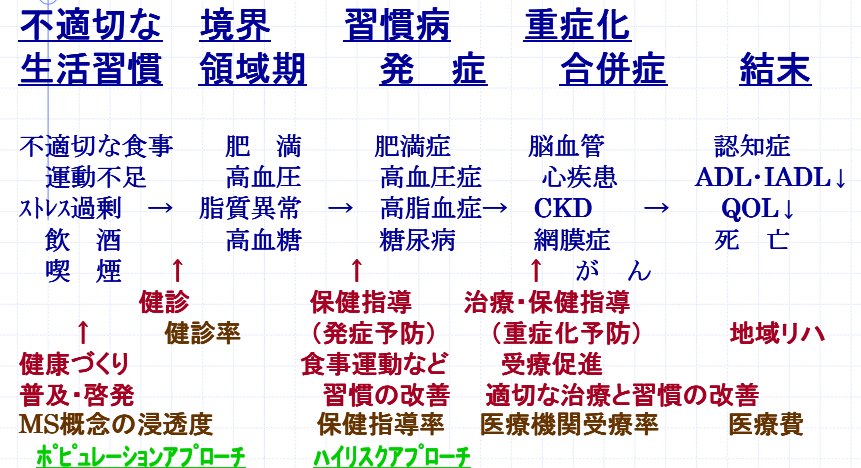 不適切な 境界 習慣病 重症化
生活習慣 領域期 発 症 合併症 結末
不適切な食事 肥 満 肥満症 脳血管 認知症
運動不足 高血圧 高血圧症 心疾患 ADL・IADL↓
ストレス過剰 → 脂質異常 → 高脂血症→ CKD → QOL↓
飲 酒 高血糖 糖尿病 網膜症 死 亡
喫 煙 ↑ ↑ ↑ が ん
健診 保健指導 治療・保健指導
↑ 健診率 （発症予防） （重症化予防） 地域リハ
健康づくり 食事運動など 受療促進
普及・啓発 習慣の改善 適切な治療と習慣の改善
MS概念の浸透度 保健指導率 医療機関受療率 医療費
ポピュレーションアプローチ ハイリスクアプローチ